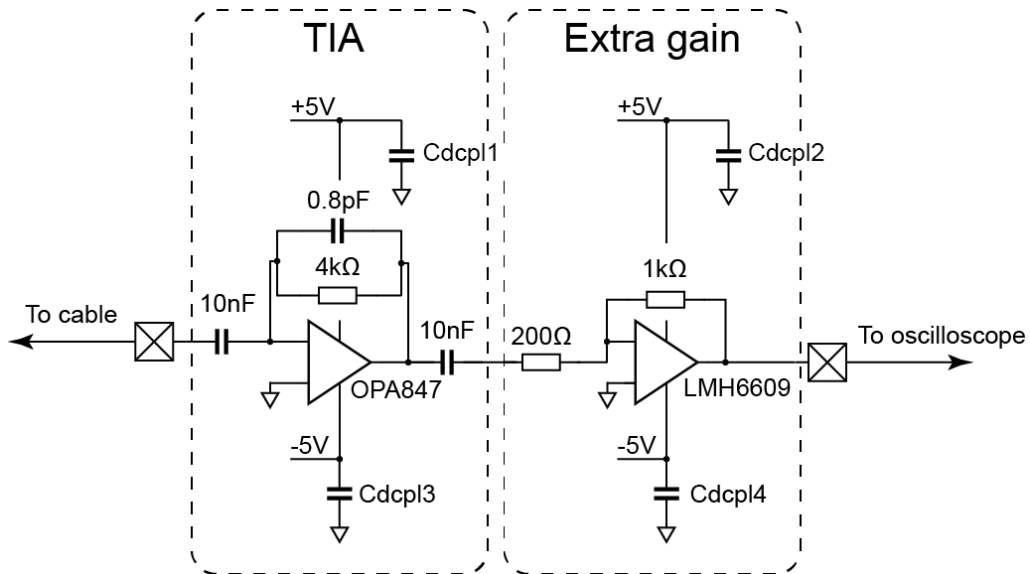 TIA
Extra gain
+5V
Cdcpl1
+5V
Cdcpl2
0.8pF
4kΩ
1kΩ
10nF
To cable
10nF
200Ω
To oscilloscope
OPA847
LMH6609
-5V
Cdcpl3
-5V
Cdcpl4